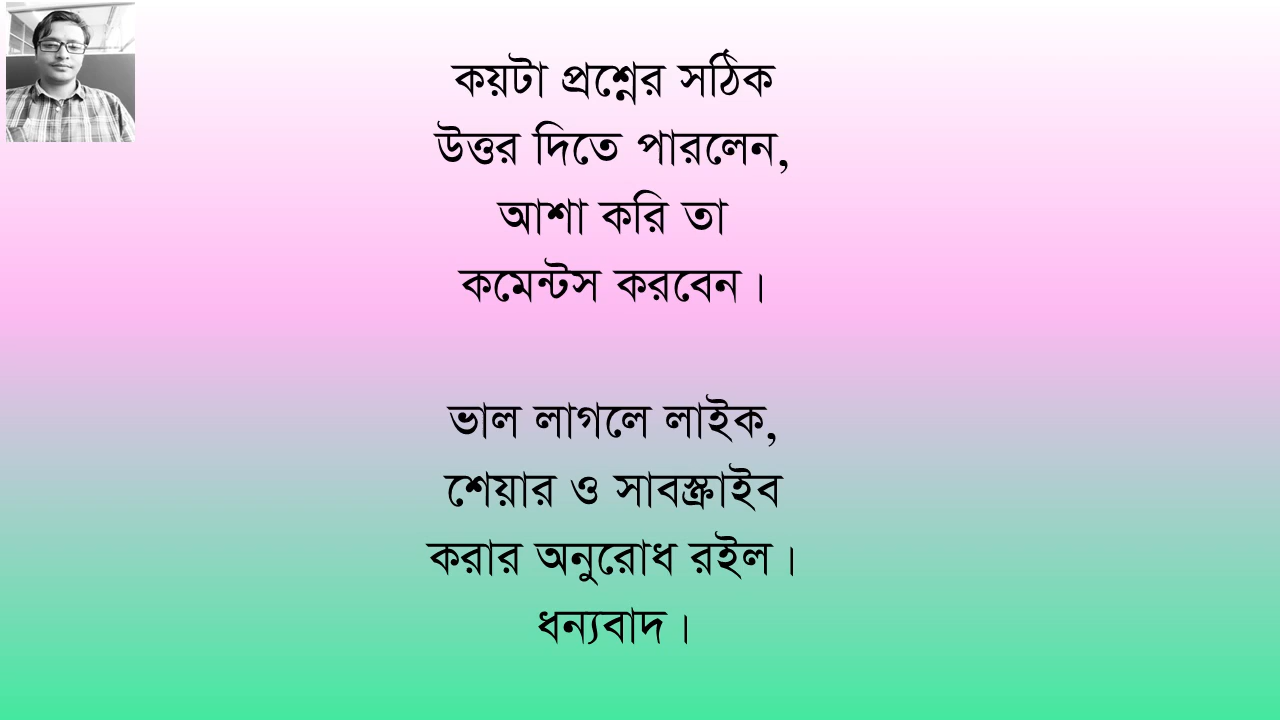 কয়টা প্রশ্নের সঠিক
উত্তর দিতে পারলেন,
আশা করি তা
কমেন্টস করবেন।
ভাল লাগলে লাইক,
শেয়ার ও সাবস্ক্রাইব
করার অনুরোধ রইল।
ধন্যবাদ।